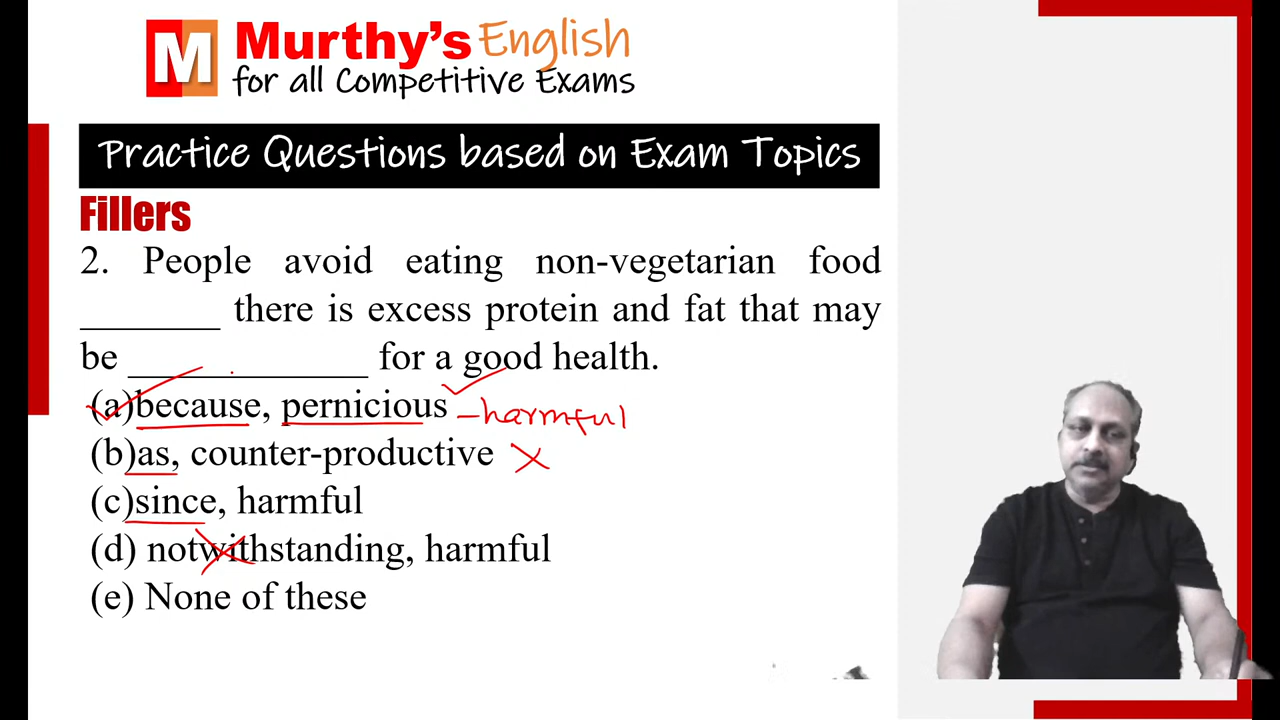 M Murthy's English
for all Competitive Exams
Practice Questions based on Exam Topics
Fillers
2. People avoid eating non-vegetarian food
_______ there is excess protein and fat that may
be ____________ for a good health.
(a)because, pernicious –harmful
(b)as, counter-productive
(c)since, harmful
(d) notwithstanding, harmful
(e) None of these